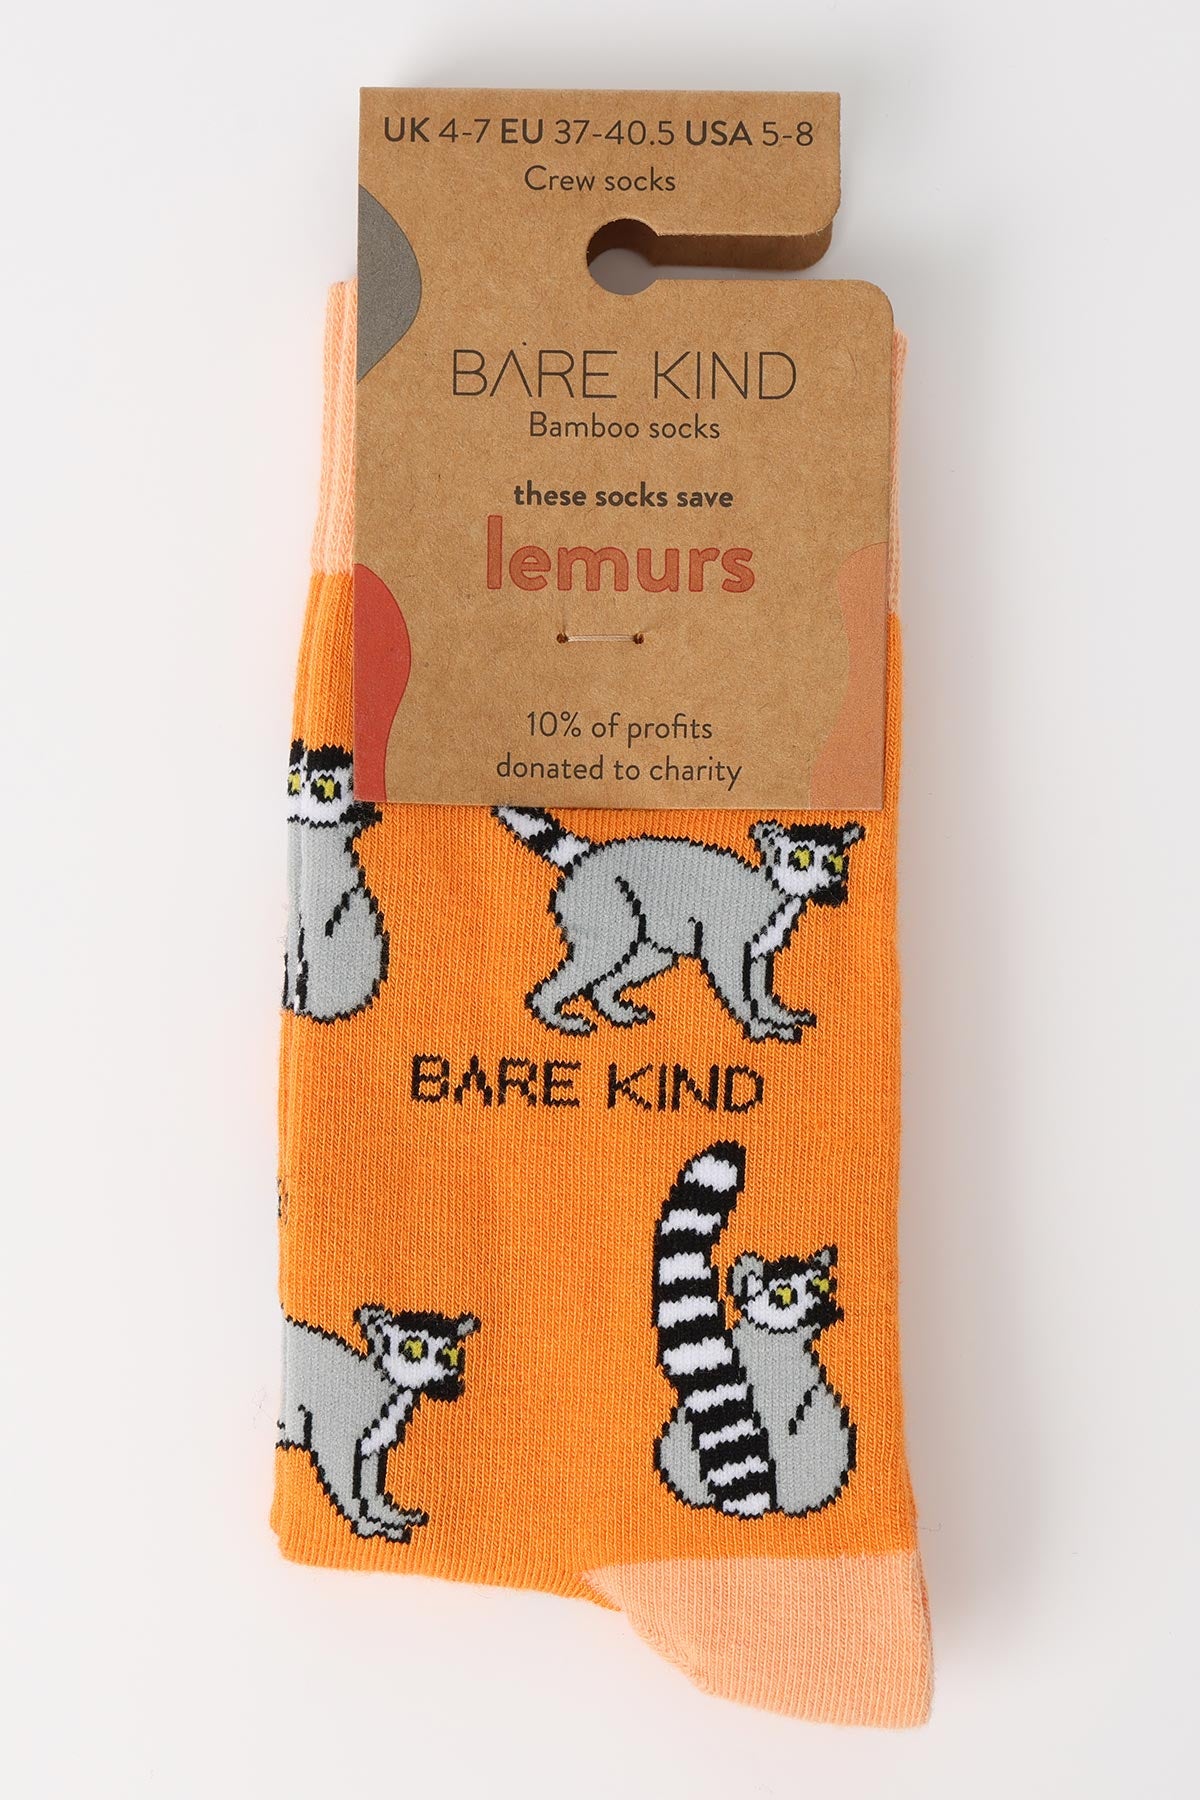 UK 4-7 EU 37-40.5 USA 5-8
Crew socks
BARE KIND
Bamboo socks
these socks save
lemurs
10% of profits
donated to charity
BARE KIND